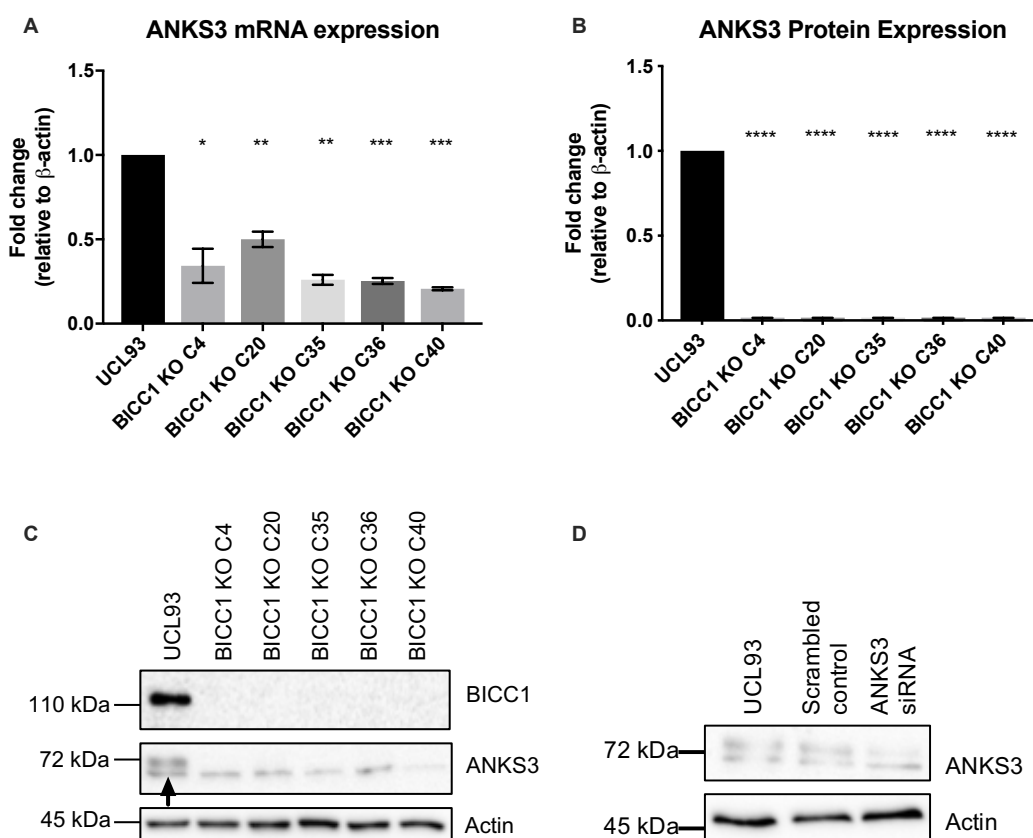 A
ANKS3 mRNA expression
Fold change
(relative to β-actin)
1.5
1.0
0.5
0.0
* ** ** *** ***
UCL93
BICC1 KO C4
BICC1 KO C20
BICC1 KO C35
BICC1 KO C36
BICC1 KO C40
B
ANKS3 Protein Expression
Fold change
(relative to β-actin)
1.5
1.0
0.5
0.0
**** **** **** **** ****
UCL93
BICC1 KO C4
BICC1 KO C20
BICC1 KO C35
BICC1 KO C36
BICC1 KO C40
C
UCL93
BICC1 KO C4
BICC1 KO C20
BICC1 KO C35
BICC1 KO C36
BICC1 KO C40
110 kDa
BICC1
72 kDa
ANKS3
45 kDa
Actin
D
UCL93
Scrambled
control
ANKS3
siRNA
72 kDa
ANKS3
45 kDa
Actin